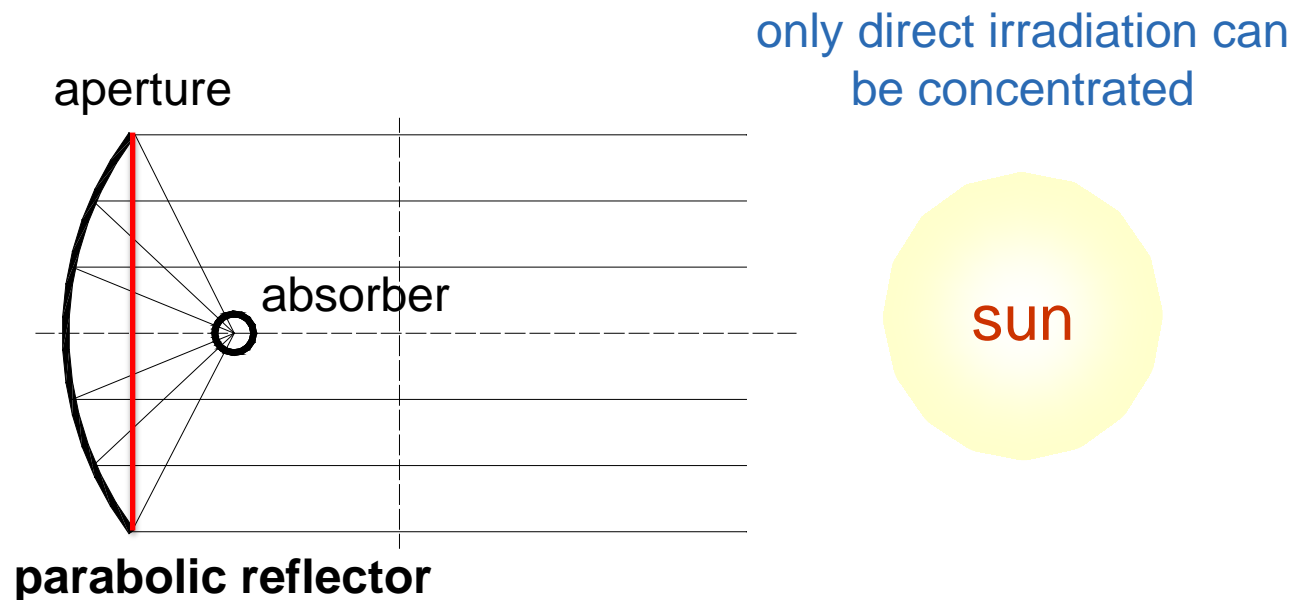 only direct irradiation can
be concentrated
aperture
absorber
sun
parabolic reflector